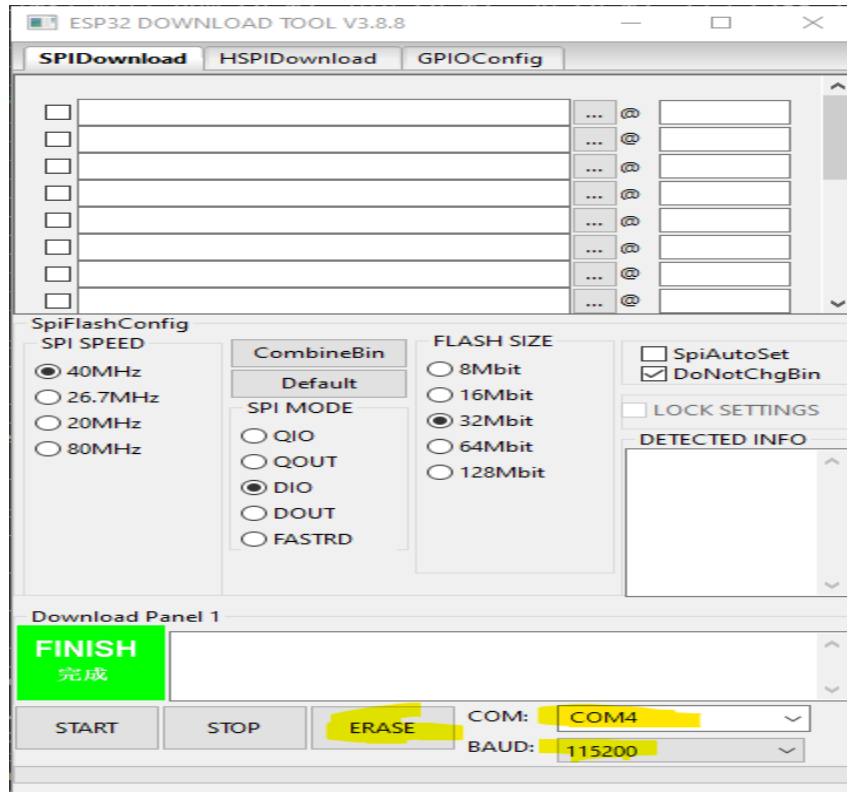 ESP32 DOWNLOAD TOOL V3.8.8
SPIDownload HSPIDownload GPIOConfig
... @
... @
... @
... @
... @
... @
... @
... @
SpiFlashConfig
SPI SPEED
40MHz
26.7MHz
20MHz
80MHz
CombineBin
Default
SPI MODE
QIO
QOUT
DIO
DOUT
FASTRD
FLASH SIZE
8Mbit
16Mbit
32Mbit
64Mbit
128Mbit
SpiAutoSet
DoNotChgBin
LOCK SETTINGS
DETECTED INFO
Download Panel 1
FINISH
完成
START STOP ERASE
COM: COM4
BAUD: 115200